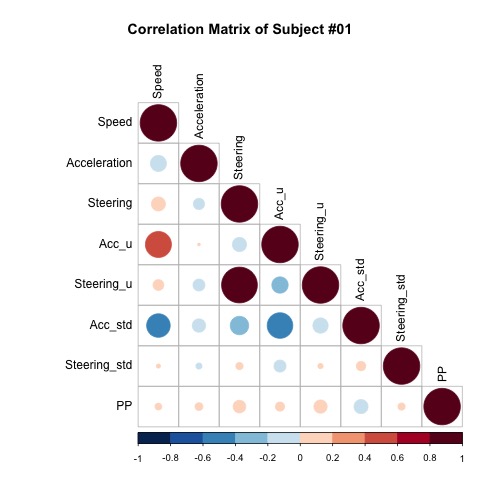 Correlation Matrix of Subject #01
Speed
Acceleration
Steering
Acc_u
Steering_u
Acc_std
Steering_std
PP
Speed
Acceleration
Steering
Acc_u
Steering_u
Acc_std
Steering_std
PP
-1 -0.8 -0.6 -0.4 -0.2 0 0.2 0.4 0.6 0.8 1